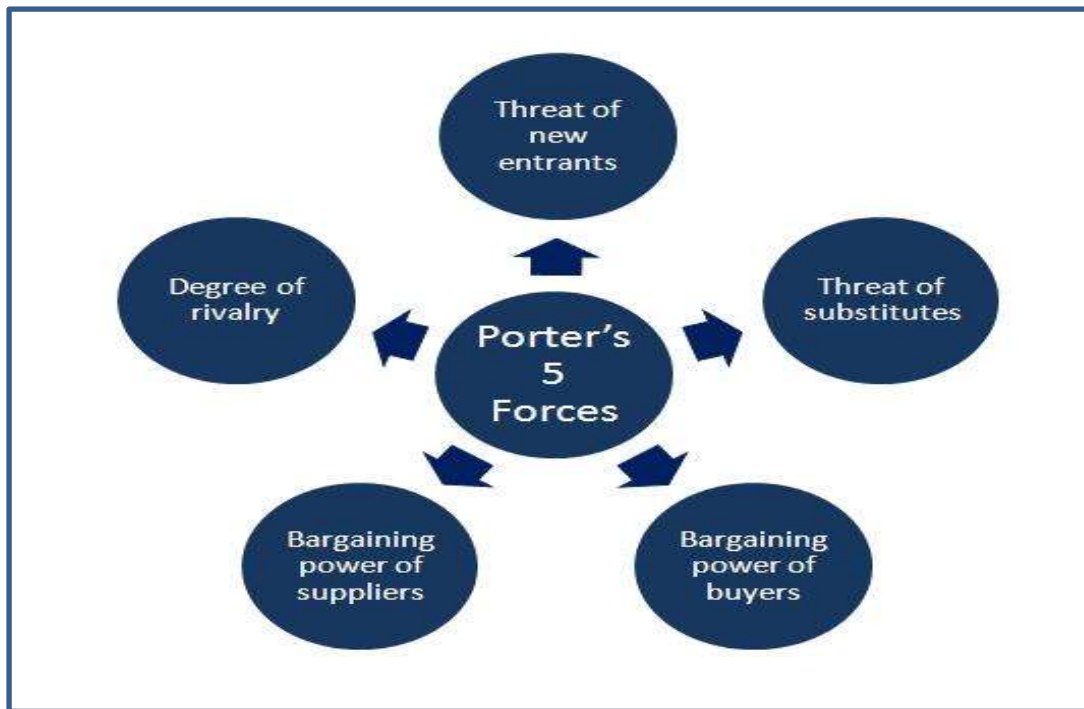 Threat of
new
entrants
Degree of
rivalry
Threat of
substitutes
Porter’s
5
Forces
Bargaining
power of
suppliers
Bargaining
power of
buyers